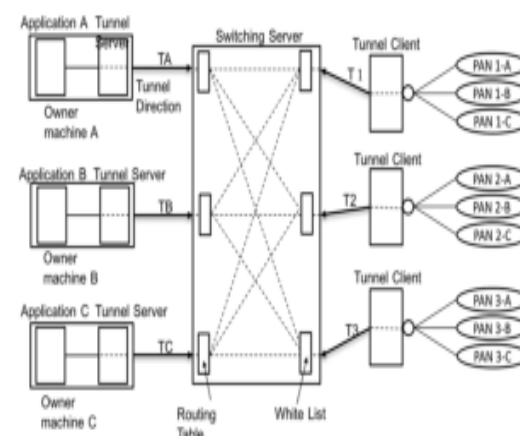 Application A Tunnel
Server
Switching Server
Tunnel Client
TA
T 1
PAN 1-A
PAN 1-B
PAN 1-C
Tunnel
Direction
Owner
machine A
Application B Tunnel Server
Tunnel Client
TB
T2
PAN 2-A
PAN 2-B
PAN 2-C
Owner
machine B
Tunnel Client
Application C Tunnel Server
TC
T3
PAN 3-A
PAN 3-B
PAN 3-C
Owner
machine C
Routing
Table
White List